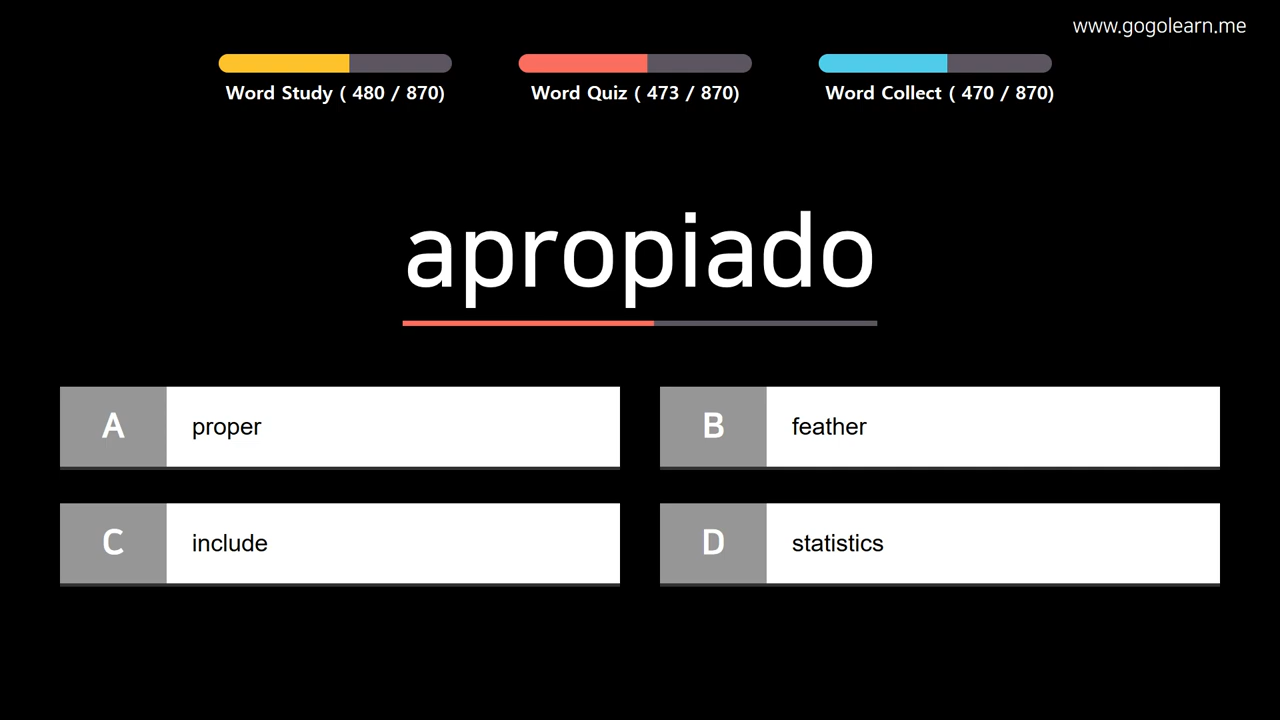 www.gogolearn.me
Word Study ( 480 / 870)
Word Quiz ( 473 / 870)
Word Collect ( 470 / 870)
apropiado
A
proper
B
feather
C
include
D
statistics